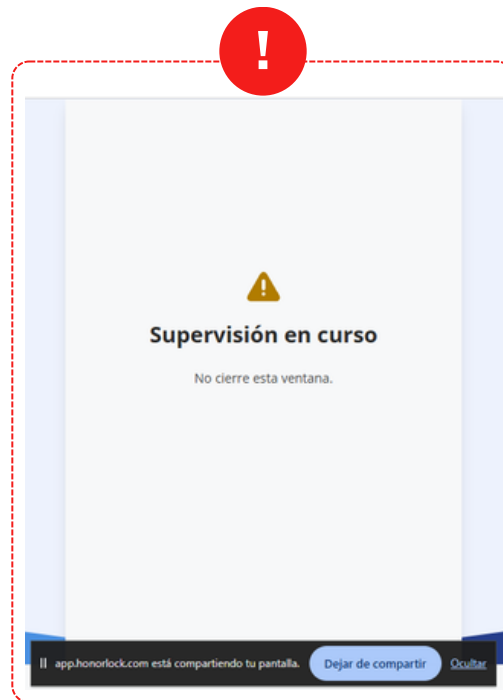 !
Supervisión en curso
No cierre esta ventana.
app.honorlock.com está compartiendo tu pantalla. Dejar de compartir Ocultar